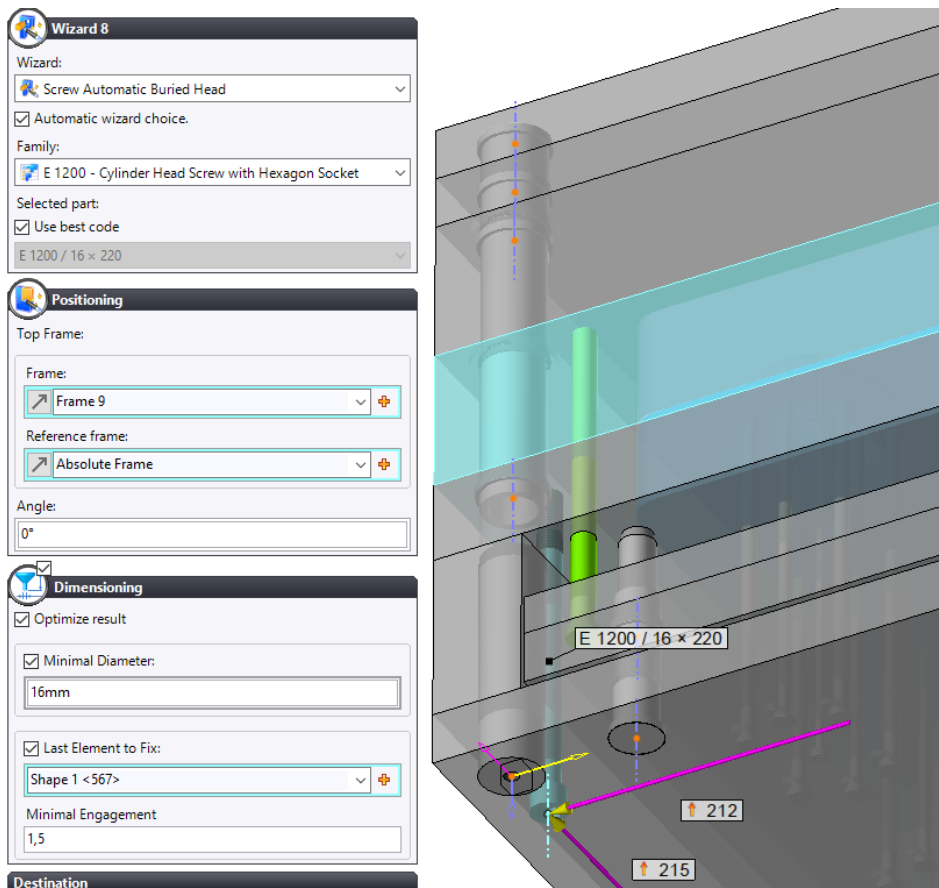 Wizard 8
Wizard:
Screw Automatic Buried Head
Automatic wizard choice.
Family:
E 1200 - Cylinder Head Screw with Hexagon Socket
Selected part:
Use best code
E 1200 / 16 × 220
Positioning
Top Frame:
Frame:
Frame 9
Reference frame:
Absolute Frame
Angle:
0°
Dimensioning
Optimize result
Minimal Diameter:
16mm
Last Element to Fix:
Shape 1 <567>
Minimal Engagement
1,5
Destination
E 1200 / 16 × 220
212
215